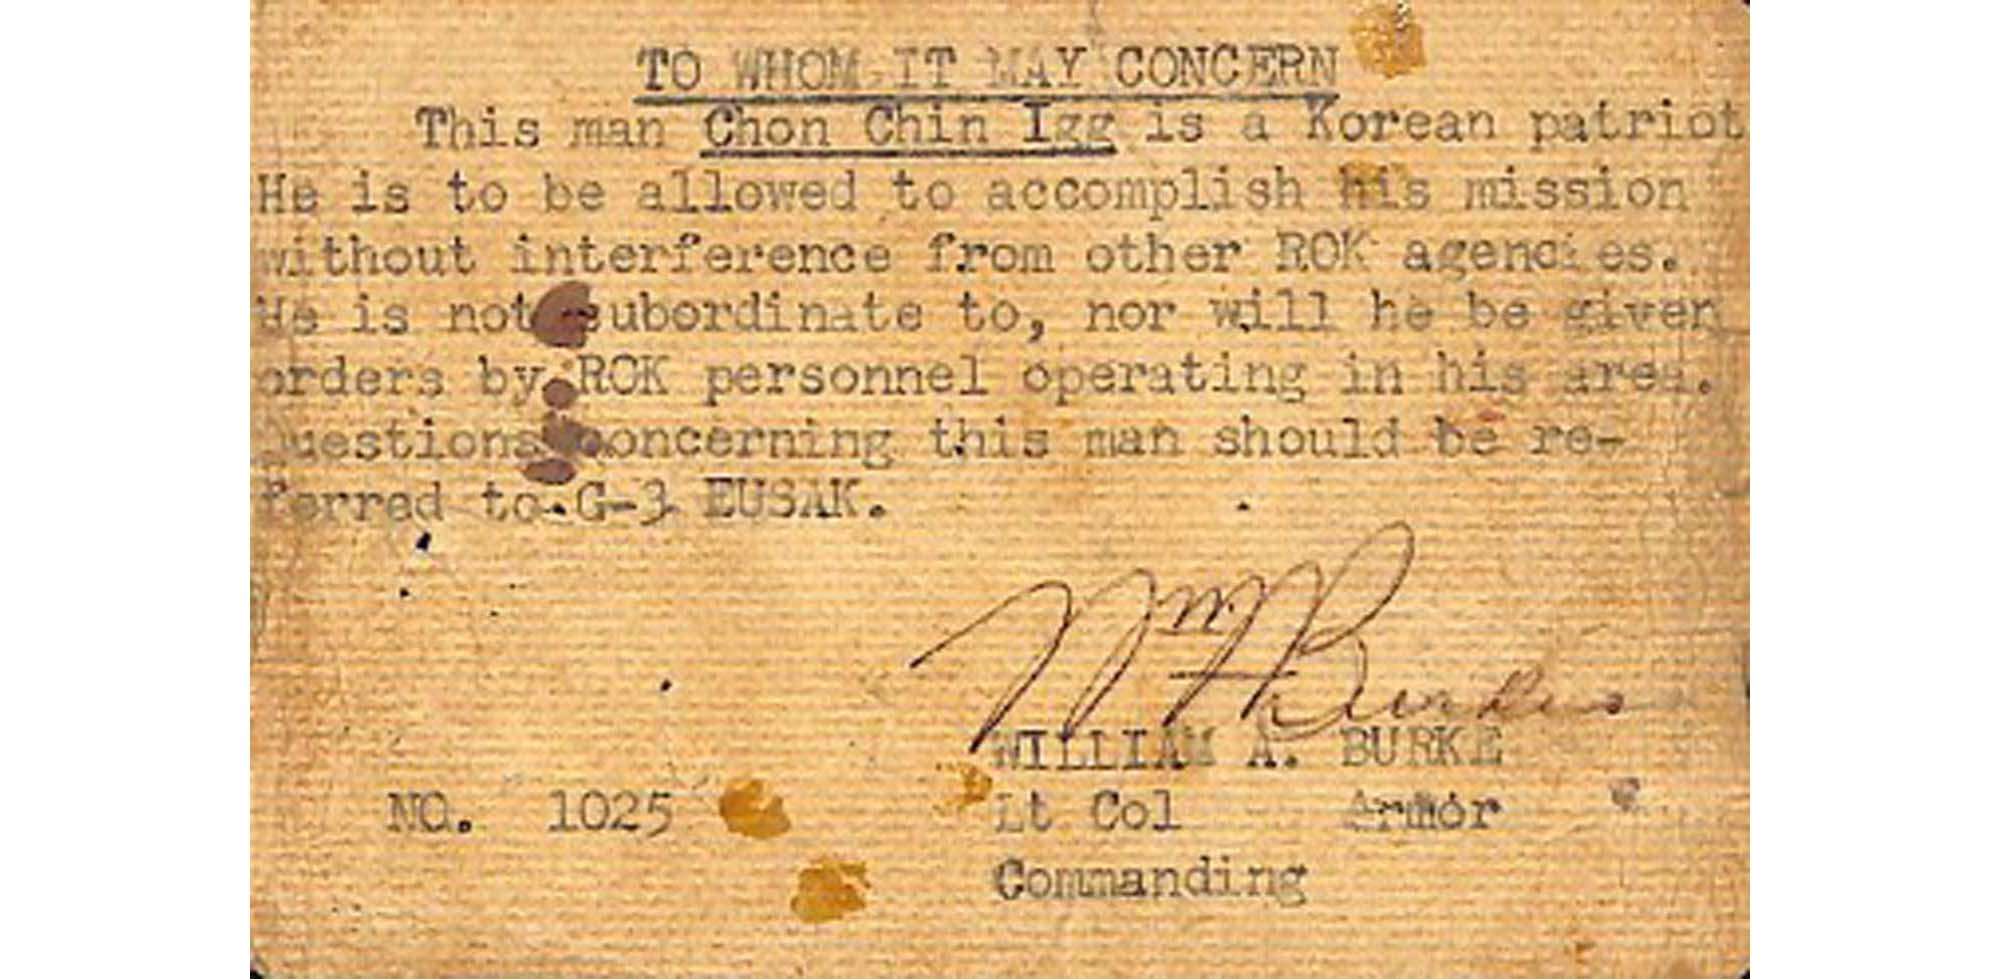 TO WHOM IT MAY CONCERN
This man Chon Chin Igg is a Korean patriot
He is to be allowed to accomplish his mission
without interference from other ROK agencies.
He is not subordinate to, nor will he be given
orders by ROK personnel operating in his area.
Questions concerning this man should be re-
ferred to G-3 EUSAK.
Wm A Burke
WILLIAM A. BURKE
NO. 1025 Lt Col Armor
Commanding